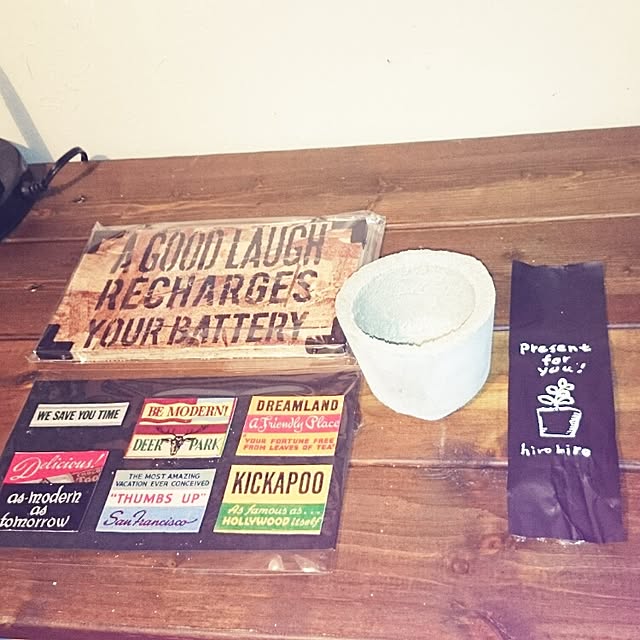 A GOOD LAUGH
RECHARGES
YOUR BATTERY
WE SAVE YOU TIME
BE MODERN!
DEER PARK
DREAMLAND
A Friendly Place
YOUR FORTUNE FREE
FROM LEAVES OF TEA
Delicious!
as modern
as
tomorrow
THE MOST AMAZING
VACATION EVER CONCEIVED
"THUMBS UP"
San Francisco
KICKAPOO
As famous as...
HOLLYWOOD itself
Present
for
you!